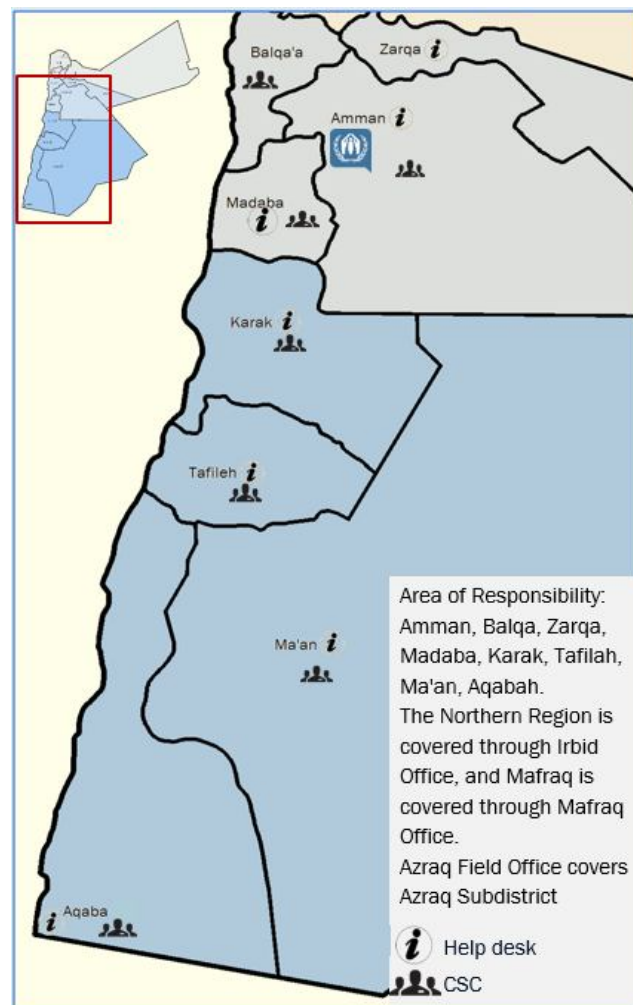 Balqa'a
Zarqa
Amman
Madaba
Karak
Tafileh
Ma'an
Area of Responsibility:
Amman, Balqa, Zarqa,
Madaba, Karak, Tafilah,
Ma'an, Aqabah.
The Northern Region is
covered through Irbid
Office, and Mafraq is
covered through Mafraq
Office.
Azraq Field Office covers
Azraq Subdistrict
Aqaba
Help desk
CSC